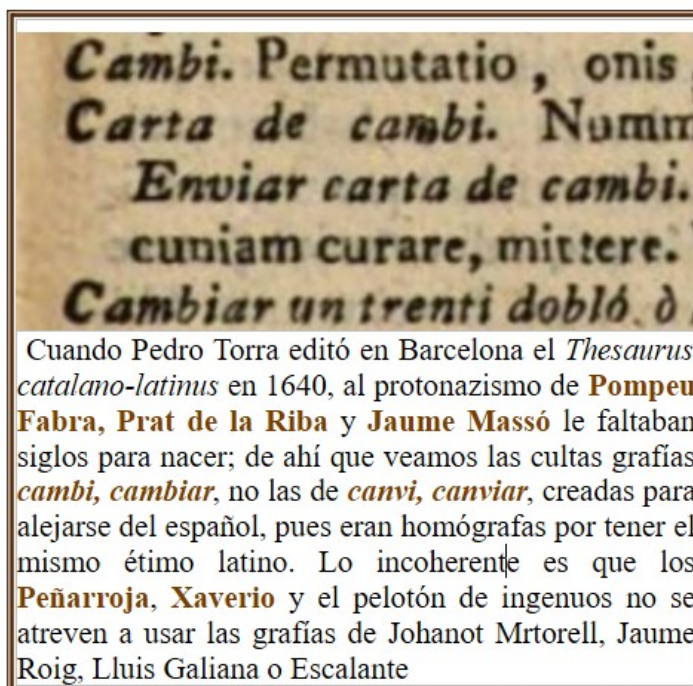 Cambi. Permutatio, onis
Carta de cambi. Numm
Enviar carta de cambi.
cuniam curare, mittere.
Cambiar un trenti dobló. ò
Cuando Pedro Torra editó en Barcelona el Thesaurus
catalano-latinus en 1640, al protonazismo de Pompeu
Fabra, Prat de la Riba y Jaume Massó le faltaban
siglos para nacer; de ahí que veamos las cultas grafías
cambi, cambiar, no las de canvi, canviar, creadas para
alejarse del español, pues eran homógrafas por tener el
mismo étimo latino. Lo incoherente es que los
Peñarroja, Xaverio y el pelotón de ingenuos no se
atreven a usar las grafías de Johanot Mrtorell, Jaume
Roig, Lluis Galiana o Escalante